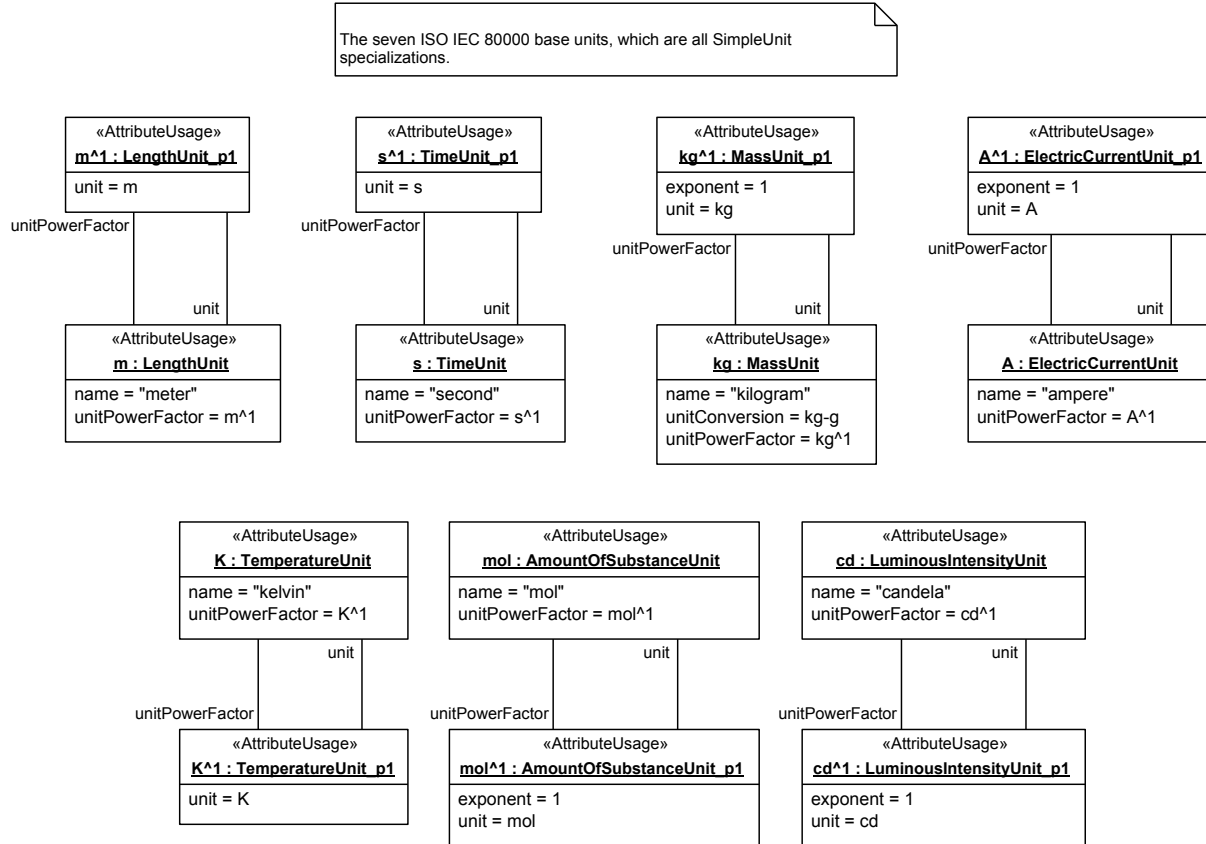 The seven ISO IEC 80000 base units, which are all SimpleUnit
specializations.
«AttributeUsage»
m^1 : LengthUnit_p1
unit = m
unitPowerFactor
unit
«AttributeUsage»
m : LengthUnit
name = "meter"
unitPowerFactor = m^1
«AttributeUsage»
s^1 : TimeUnit_p1
unit = s
unitPowerFactor
unit
«AttributeUsage»
s : TimeUnit
name = "second"
unitPowerFactor = s^1
«AttributeUsage»
kg^1 : MassUnit_p1
exponent = 1
unit = kg
unitPowerFactor
unit
«AttributeUsage»
kg : MassUnit
name = "kilogram"
unitConversion = kg-g
unitPowerFactor = kg^1
«AttributeUsage»
A^1 : ElectricCurrentUnit_p1
exponent = 1
unit = A
unitPowerFactor
unit
«AttributeUsage»
A : ElectricCurrentUnit
name = "ampere"
unitPowerFactor = A^1
«AttributeUsage»
K : TemperatureUnit
name = "kelvin"
unitPowerFactor = K^1
unit
unitPowerFactor
«AttributeUsage»
K^1 : TemperatureUnit_p1
unit = K
«AttributeUsage»
mol : AmountOfSubstanceUnit
name = "mol"
unitPowerFactor = mol^1
unit
unitPowerFactor
«AttributeUsage»
mol^1 : AmountOfSubstanceUnit_p1
exponent = 1
unit = mol
«AttributeUsage»
cd : LuminousIntensityUnit
name = "candela"
unitPowerFactor = cd^1
unit
unitPowerFactor
«AttributeUsage»
cd^1 : LuminousIntensityUnit_p1
exponent = 1
unit = cd